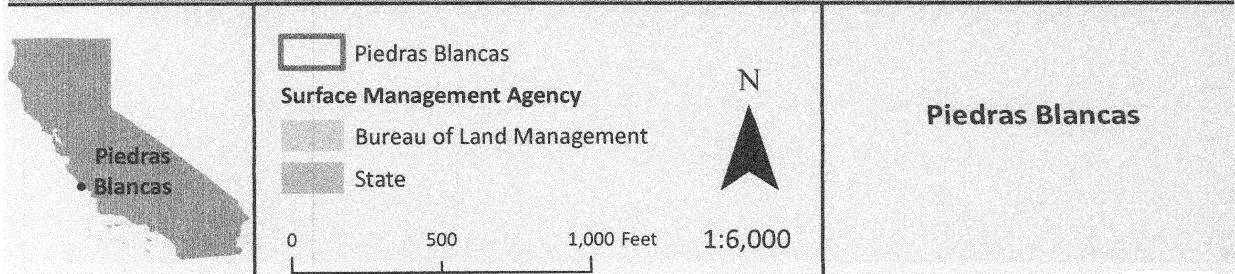 Piedras
Blancas
Piedras Blancas
Surface Management Agency
Bureau of Land Management
State
0 500 1,000 Feet
N
1:6,000
Piedras Blancas